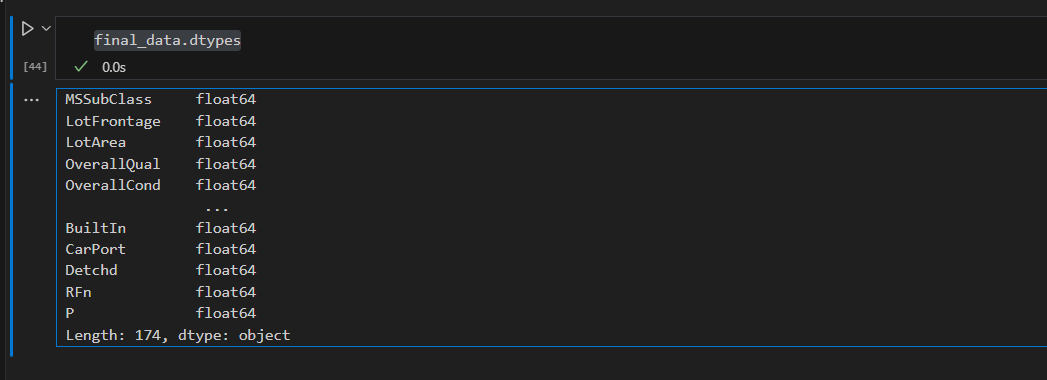 final_data.dtypes
[44] 0.0s
...
MSSubClass float64
LotFrontage float64
LotArea float64
OverallQual float64
OverallCond float64
...
BuiltIn float64
CarPort float64
Detchd float64
RFn float64
P float64
Length: 174, dtype: object